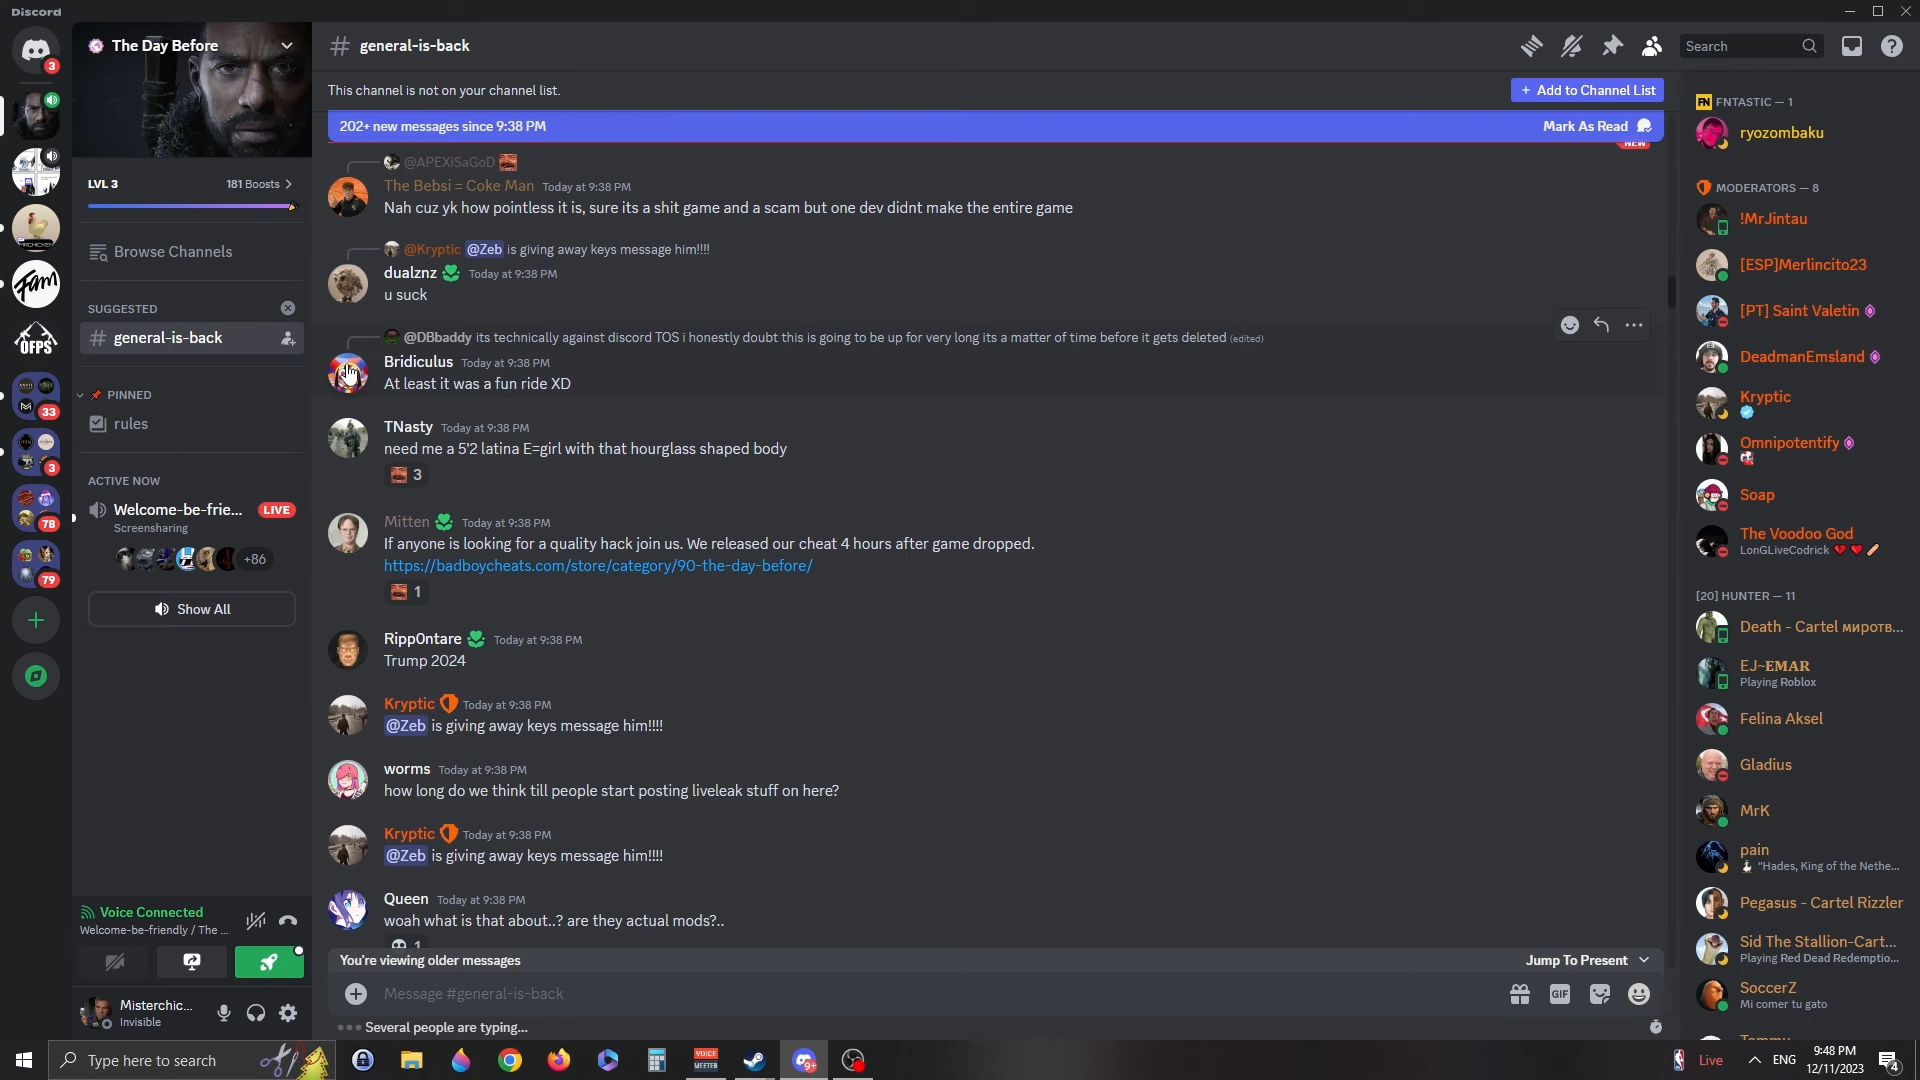 Discord
3
The Day Before
LVL 3
181 Boosts
Browse Channels
SUGGESTED
general-is-back
PINNED
rules
ACTIVE NOW
Welcome-be-frie...
LIVE
Screensharing
+86
Show All
FAM
OFPS
33
3
78
79
Voice Connected
Welcome-be-friendly / The ...
Misterchic...
Invisible
# general-is-back
Search
This channel is not on your channel list.
+ Add to Channel List
202+ new messages since 9:38 PM
Mark As Read
NEW
@APEXiSaGoD
The Bebsi = Coke Man Today at 9:38 PM
Nah cuz yk how pointless it is, sure its a shit game and a scam but one dev didnt make the entire game
@Kryptic @Zeb is giving away keys message him!!!!
dualznz Today at 9:38 PM
u suck
@DBbaddy its technically against discord TOS i honestly doubt this is going to be up for very long its a matter of time before it gets deleted (edited)
Bridiculus Today at 9:38 PM
At least it was a fun ride XD
TNasty Today at 9:38 PM
need me a 5'2 latina E=girl with that hourglass shaped body
3
Mitten Today at 9:38 PM
If anyone is looking for a quality hack join us. We released our cheat 4 hours after game dropped.
https://badboycheats.com/store/category/90-the-day-before/
1
Ripp0ntare Today at 9:38 PM
Trump 2024
Kryptic Today at 9:38 PM
@Zeb is giving away keys message him!!!!
worms Today at 9:38 PM
how long do we think till people start posting liveleak stuff on here?
Kryptic Today at 9:38 PM
@Zeb is giving away keys message him!!!!
Queen Today at 9:38 PM
woah what is that about..? are they actual mods?..
1
You're viewing older messages
Jump To Present
Message #general-is-back
GIF
Several people are typing...
FN FNTASTIC — 1
ryozombaku
MODERATORS — 8
!MrJintau
[ESP]Merlincito23
[PT] Saint Valetin
DeadmanEmsland
Kryptic
Omnipotentify
Soap
The Voodoo God
LonGLiveCodrick
[20] HUNTER — 11
Death - Cartel миротв...
EJ~EMAR
Playing Roblox
Felina Aksel
Gladius
MrK
pain
"Hades, King of the Nethe...
Pegasus - Cartel Rizzler
Sid The Stallion-Cart...
Playing Red Dead Redemptio...
SoccerZ
Mi comer tu gato
Tommy
Type here to search
VOICE
MEETER
9+
Live
ENG
9:48 PM
12/11/2023
4